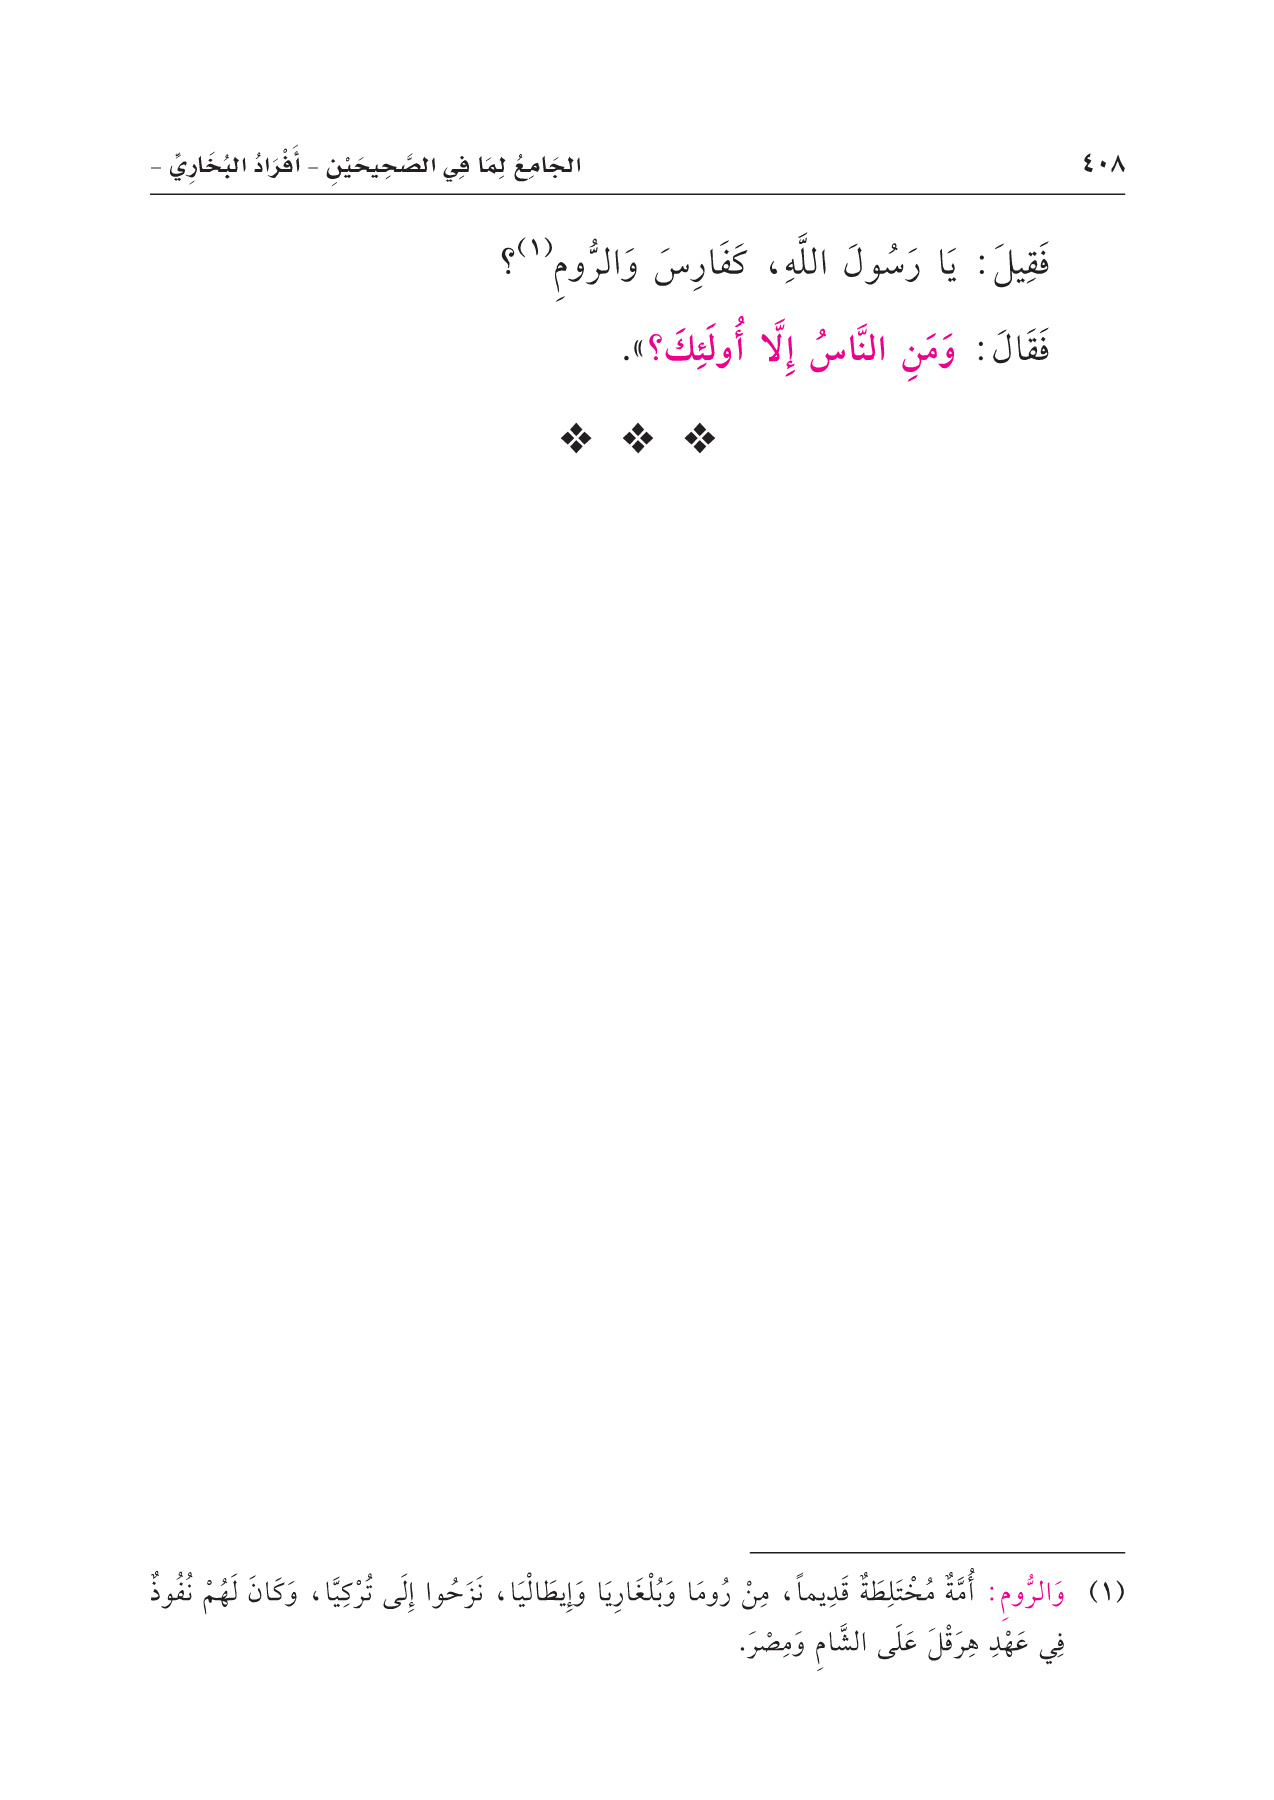 ٤٠٨ الجَامِعُ لِمَا فِي الصَّحِيحَيْنِ - أَفْرَادُ البُخَارِيِّ -
فَقِيلَ: يَا رَسُولَ اللَّهِ، كَفَارِسَ وَالرُّومِ(١)؟
فَقَالَ: وَمَنِ النَّاسُ إِلَّا أُولَئِكَ؟».
(١) وَالرُّومِ: أُمَّةٌ مُخْتَلِطَةٌ قَدِيماً، مِنْ رُومَا وَبُلْغَارِيَا وَإِيطَالْيَا، نَزَحُوا إِلَى تُرْكِيَّا، وَكَانَ لَهُمْ نُفُوذٌ
فِي عَهْدِ هِرَقْلَ عَلَى الشَّامِ وَمِصْرَ.